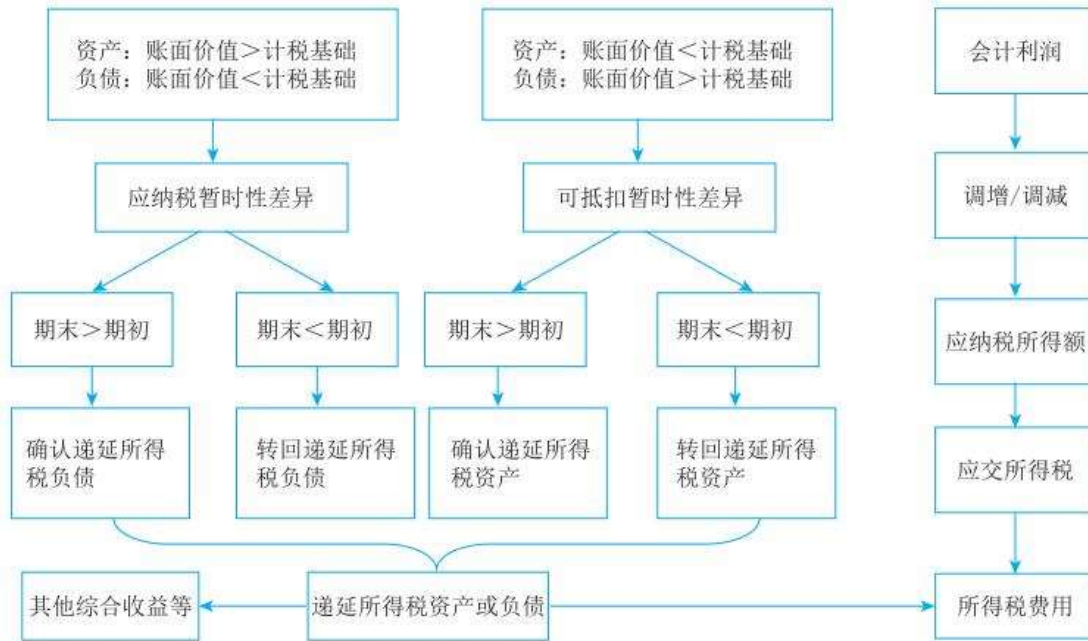 资产：账面价值＞计税基础
负债：账面价值＜计税基础
资产：账面价值＜计税基础
负债：账面价值＞计税基础
会计利润
应纳税暂时性差异
可抵扣暂时性差异
调增/调减
期末＞期初
期末＜期初
期末＞期初
期末＜期初
应纳税所得额
确认递延所得
税负债
转回递延所得
税负债
确认递延所得
税资产
转回递延所得
税资产
应交所得税
其他综合收益等
递延所得税资产或负债
所得税费用